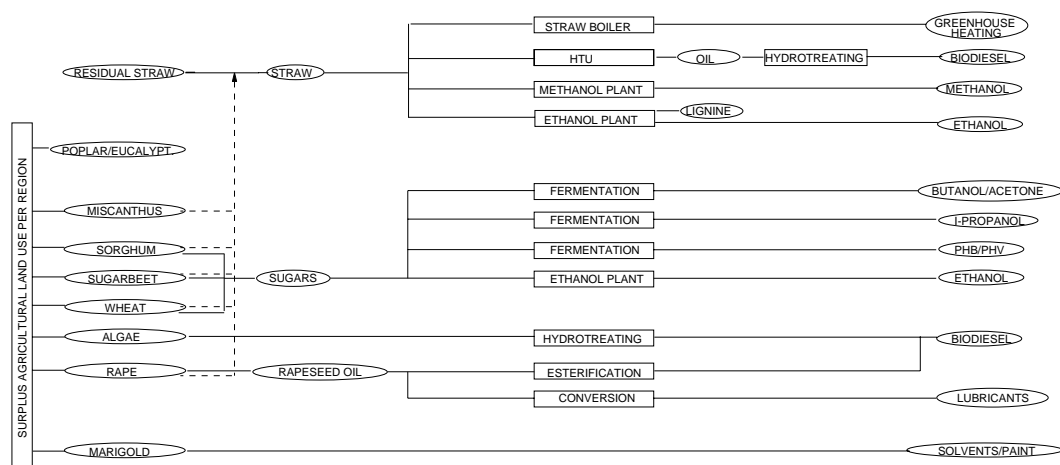 STRAW BOILER
GREENHOUSE
HEATING
RESIDUAL STRAW
STRAW
HTU
OIL
HYDROTREATING
BIODIESEL
METHANOL PLANT
METHANOL
ETHANOL PLANT
LIGNINE
ETHANOL
SURPLUS AGRICULTURAL LAND USE PER REGION
POPLAR/EUCALYPT.
MISCANTHUS
SORGHUM
SUGARBEET
WHEAT
ALGAE
RAPE
MARIGOLD
SUGARS
RAPESEED OIL
FERMENTATION
BUTANOL/ACETONE
FERMENTATION
I-PROPANOL
FERMENTATION
PHB/PHV
ETHANOL PLANT
ETHANOL
HYDROTREATING
BIODIESEL
ESTERIFICATION
CONVERSION
LUBRICANTS
SOLVENTS/PAINT